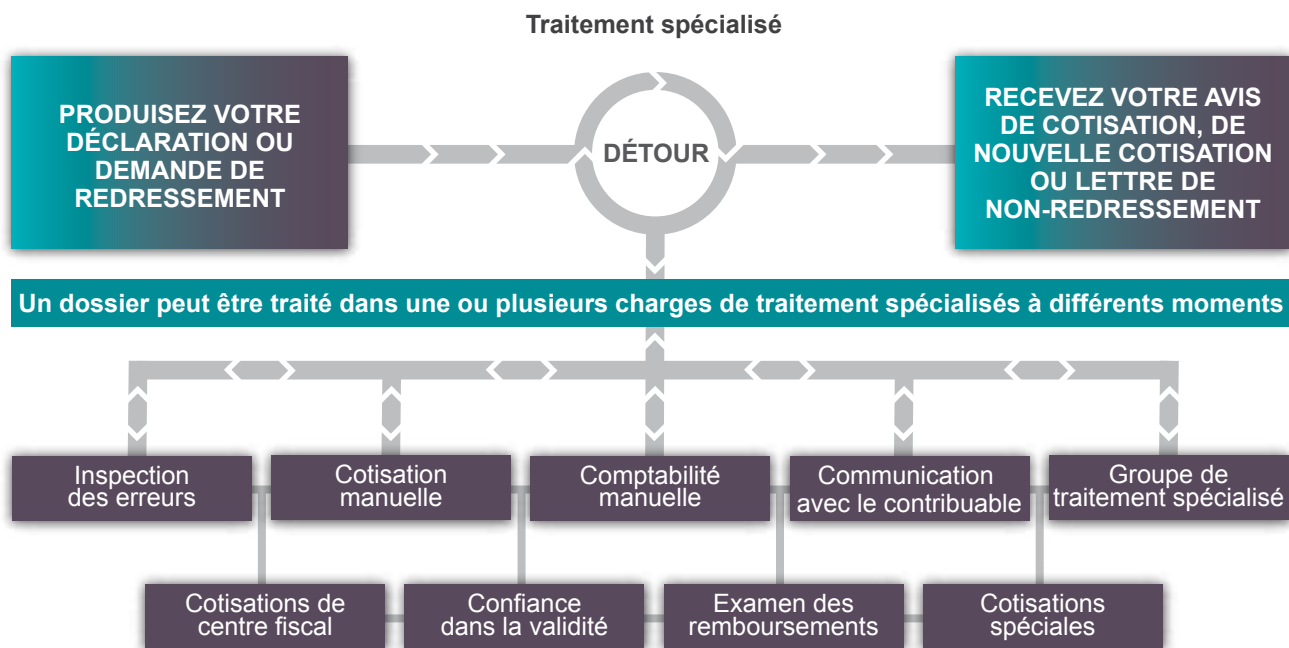 Traitement spécialisé
PRODUISEZ VOTRE
DÉCLARATION OU
DEMANDE DE
REDRESSEMENT
DÉTOUR
RECEVEZ VOTRE AVIS
DE COTISATION, DE
NOUVELLE COTISATION
OU LETTRE DE
NON-REDRESSEMENT
Un dossier peut être traité dans une ou plusieurs charges de traitement spécialisés à différents moments
Inspection
des erreurs
Cotisation
manuelle
Comptabilité
manuelle
Communication
avec le contribuable
Groupe de
traitement spécialisé
Cotisations de
centre fiscal
Confiance
dans la validité
Examen des
remboursements
Cotisations
spéciales